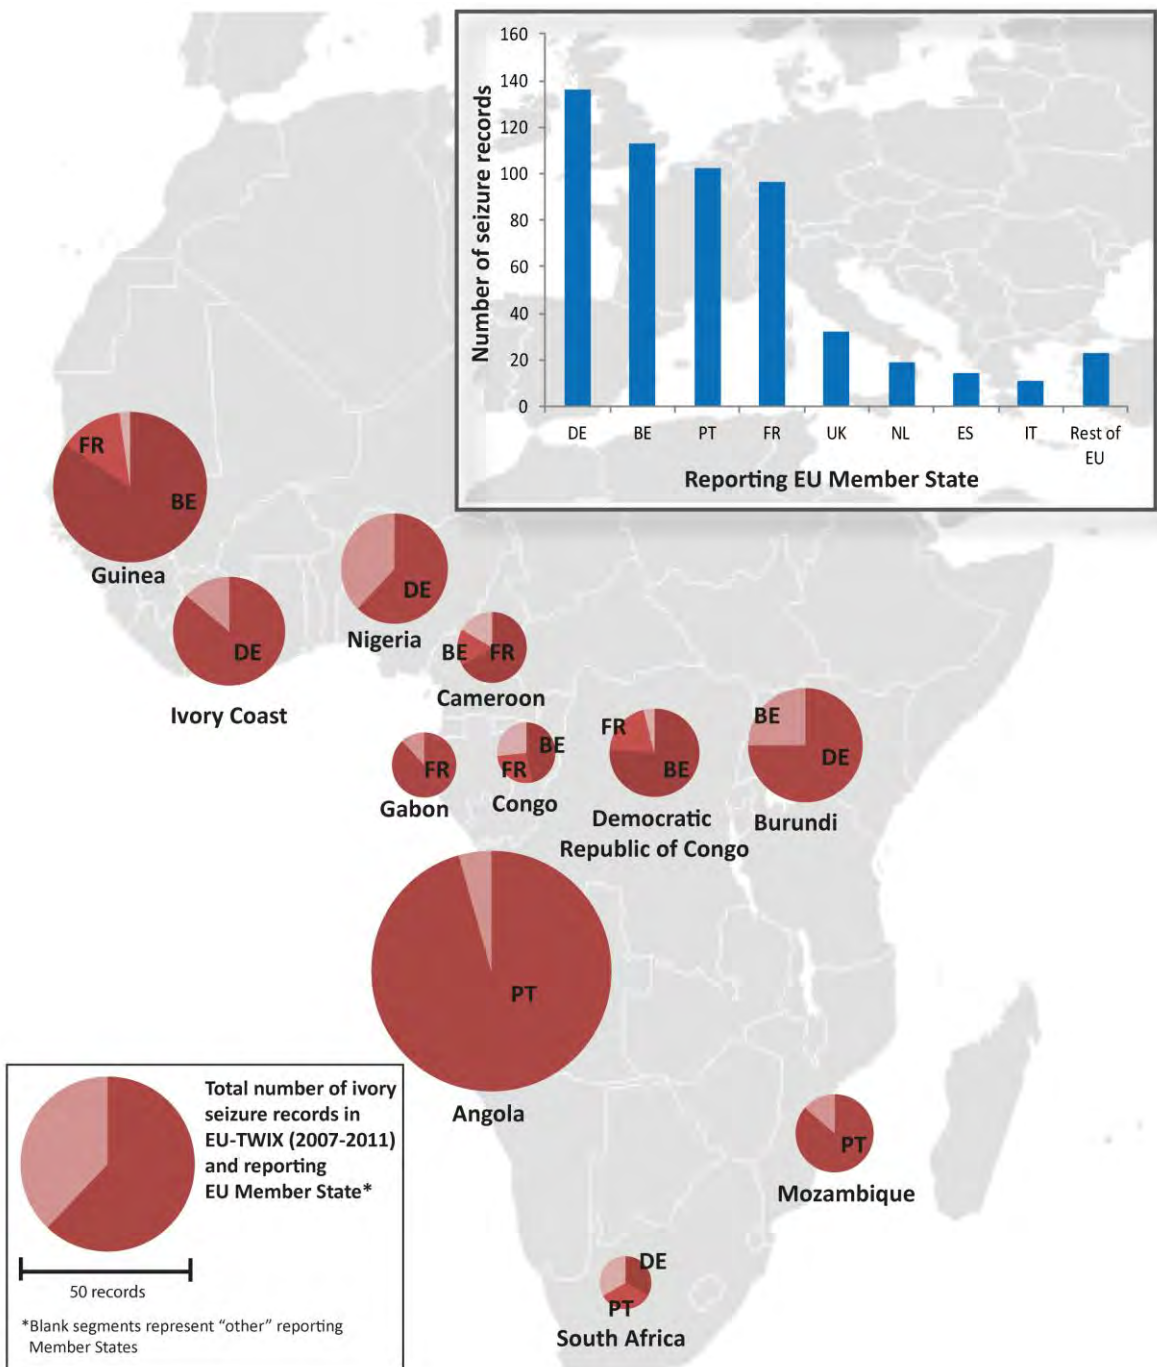 160
140
120
100
80
60
40
20
0
Number of seizure records
DE BE PT FR UK NL ES IT Rest of
EU
Reporting EU Member State
FR
BE
Guinea
DE
Ivory Coast
DE
Nigeria
BE FR
Cameroon
FR
Gabon
BE
FR
Congo
FR
BE
Democratic
Republic of Congo
BE
DE
Burundi
PT
Angola
PT
Mozambique
DE
PT
South Africa
Total number of ivory
seizure records in
EU-TWIX (2007-2011)
and reporting
EU Member State*
50 records
*Blank segments represent “other” reporting
Member States